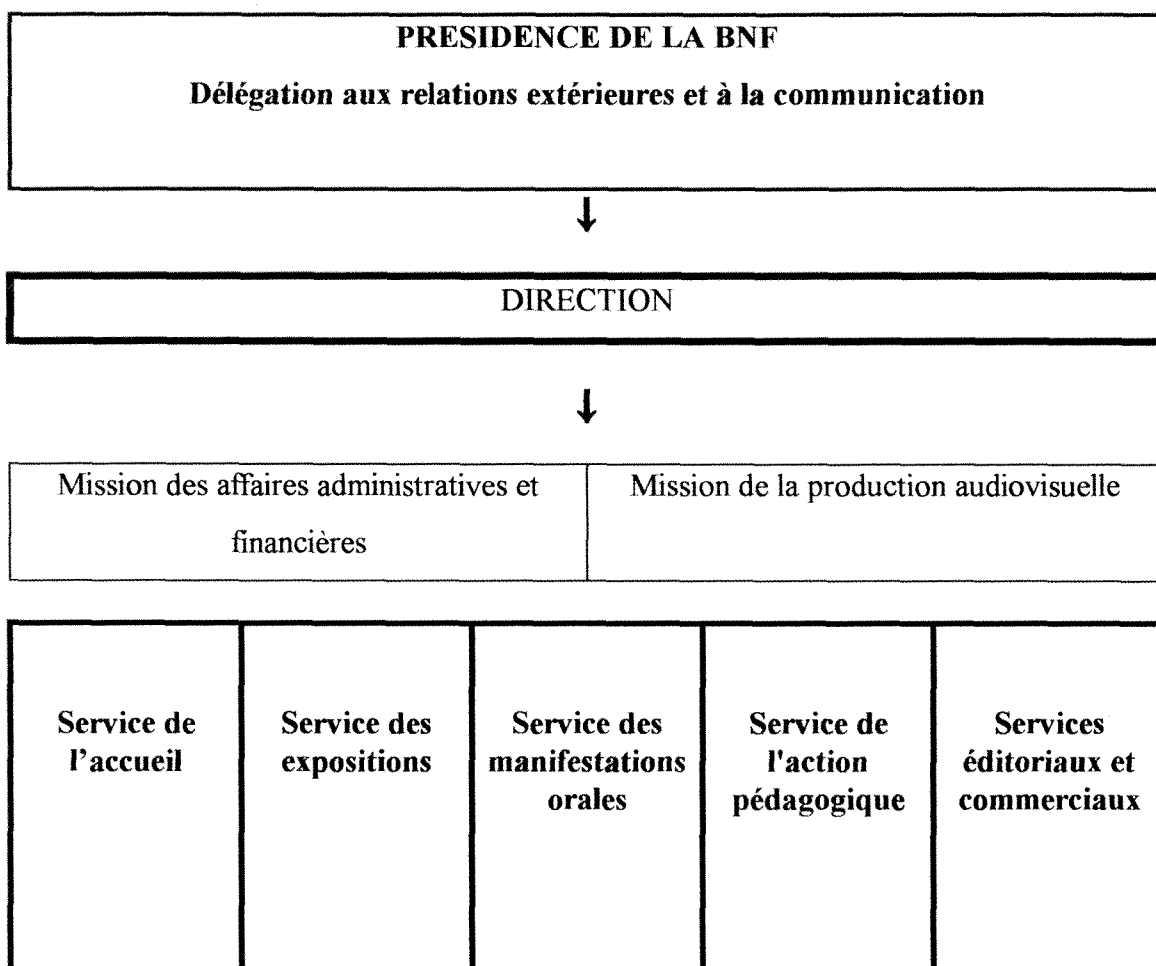 PRESIDENCE DE LA BNF
Délégation aux relations extérieures et à la communication
DIRECTION
Mission des affaires administratives et
financières
Mission de la production audiovisuelle
Service de
l’accueil
Service des
expositions
Service des
manifestations
orales
Service de
l'action
pédagogique
Services
éditoriaux et
commerciaux